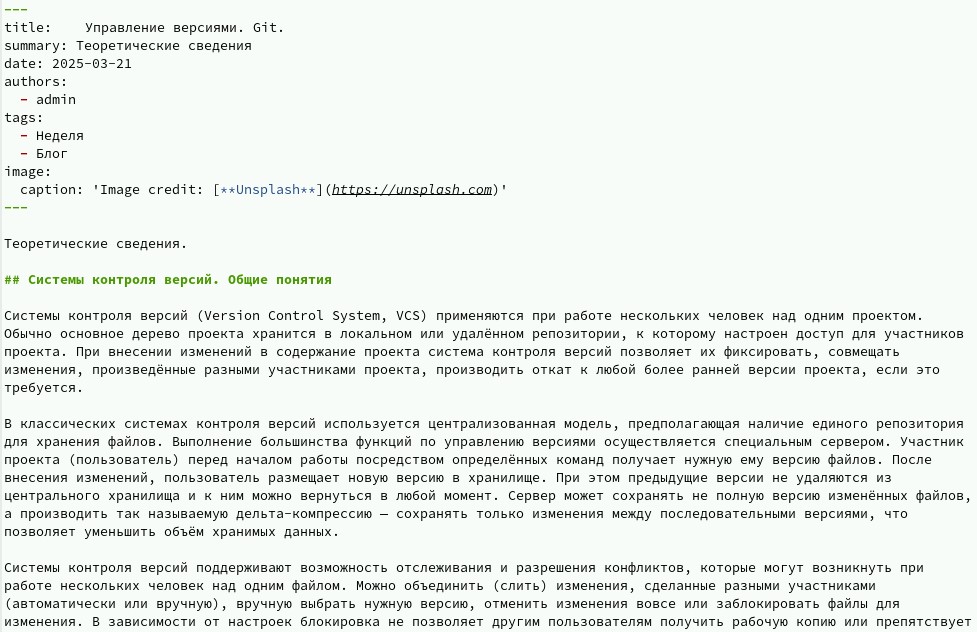 ---
title:    Управление версиями. Git.
summary: Теоретические сведения
date: 2025-03-21
authors:
  - admin
tags:
  - Неделя
  - Блог
image:
  caption: 'Image credit: [**Unsplash**](https://unsplash.com)'
---
Теоретические сведения.
## Системы контроля версий. Общие понятия
Системы контроля версий (Version Control System, VCS) применяются при работе нескольких человек над одним проектом.
Обычно основное дерево проекта хранится в локальном или удалённом репозитории, к которому настроен доступ для участников
проекта. При внесении изменений в содержание проекта система контроля версий позволяет их фиксировать, совмещать
изменения, произведённые разными участниками проекта, производить откат к любой более ранней версии проекта, если это
требуется.
В классических системах контроля версий используется централизованная модель, предполагающая наличие единого репозитория
для хранения файлов. Выполнение большинства функций по управлению версиями осуществляется специальным сервером. Участник
проекта (пользователь) перед началом работы посредством определённых команд получает нужную ему версию файлов. После
внесения изменений, пользователь размещает новую версию в хранилище. При этом предыдущие версии не удаляются из
центрального хранилища и к ним можно вернуться в любой момент. Сервер может сохранять не полную версию изменённых файлов,
а производить так называемую дельта-компрессию — сохранять только изменения между последовательными версиями, что
позволяет уменьшить объём хранимых данных.
Системы контроля версий поддерживают возможность отслеживания и разрешения конфликтов, которые могут возникнуть при
работе нескольких человек над одним файлом. Можно объединить (слить) изменения, сделанные разными участниками
(автоматически или вручную), вручную выбрать нужную версию, отменить изменения вовсе или заблокировать файлы для
изменения. В зависимости от настроек блокировка не позволяет другим пользователям получить рабочую копию или препятствует